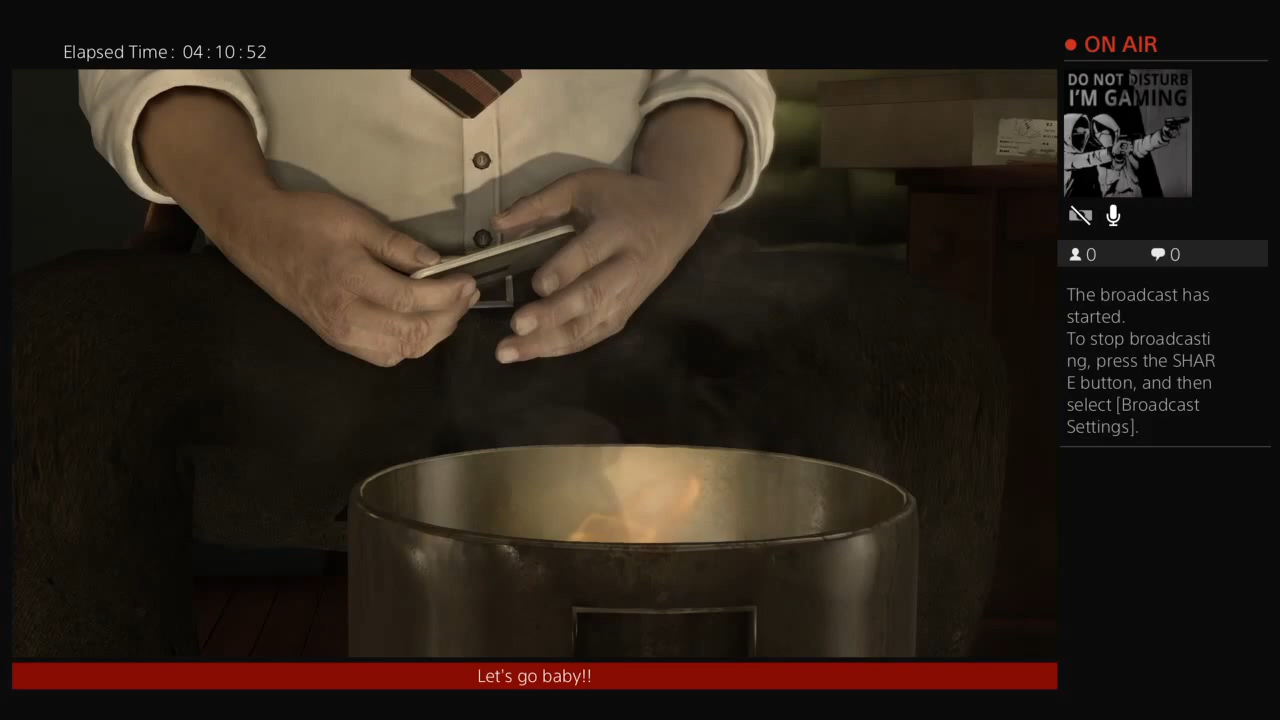 Elapsed Time: 04:10:52
ON AIR
DO NOT DISTURB
I'M GAMING
0
0
The broadcast has
started.
To stop broadcasti
ng, press the SHAR
E button, and then
select [Broadcast
Settings].
Let's go baby!!